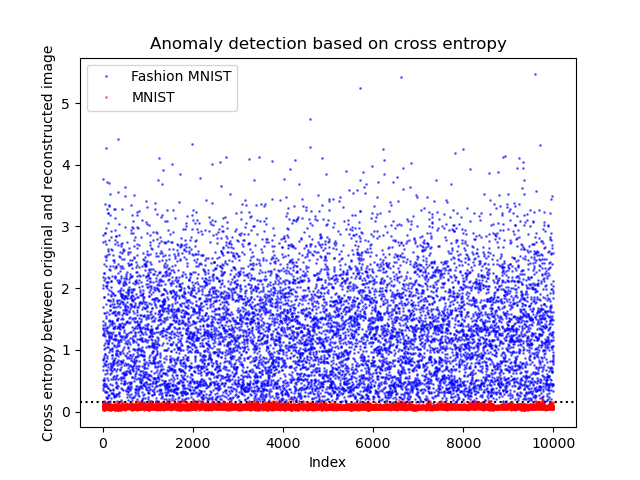 Anomaly detection based on cross entropy
Fashion MNIST
MNIST
Cross entropy between original and reconstructed image
5
4
3
2
1
0
0 2000 4000 6000 8000 10000
Index